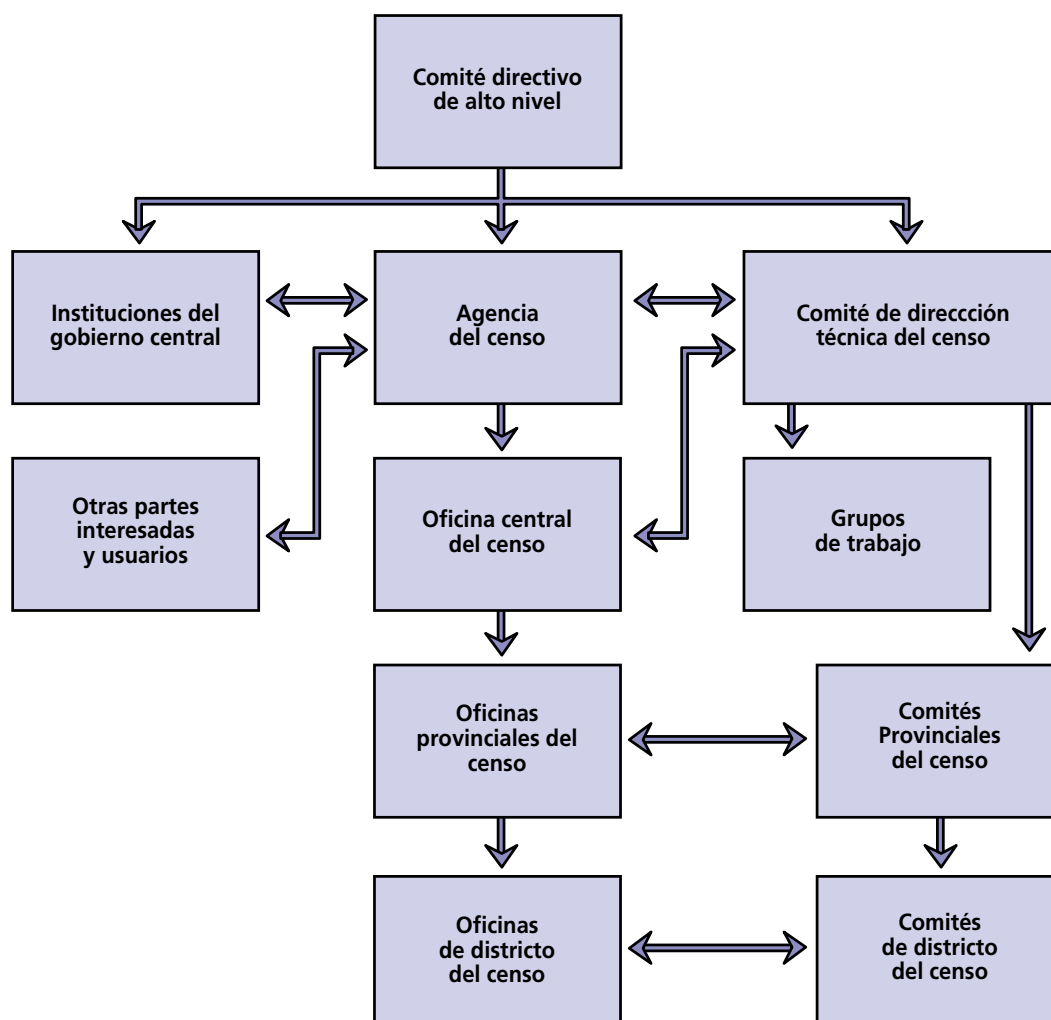 Comité directivo
de alto nivel
Instituciones del
gobierno central
Agencia
del censo
Comité de direccción
técnica del censo
Otras partes
interesadas
y usuarios
Oficina central
del censo
Grupos
de trabajo
Oficinas
provinciales del
censo
Comités
Provinciales
del censo
Oficinas
de districto
del censo
Comités
de districto
del censo